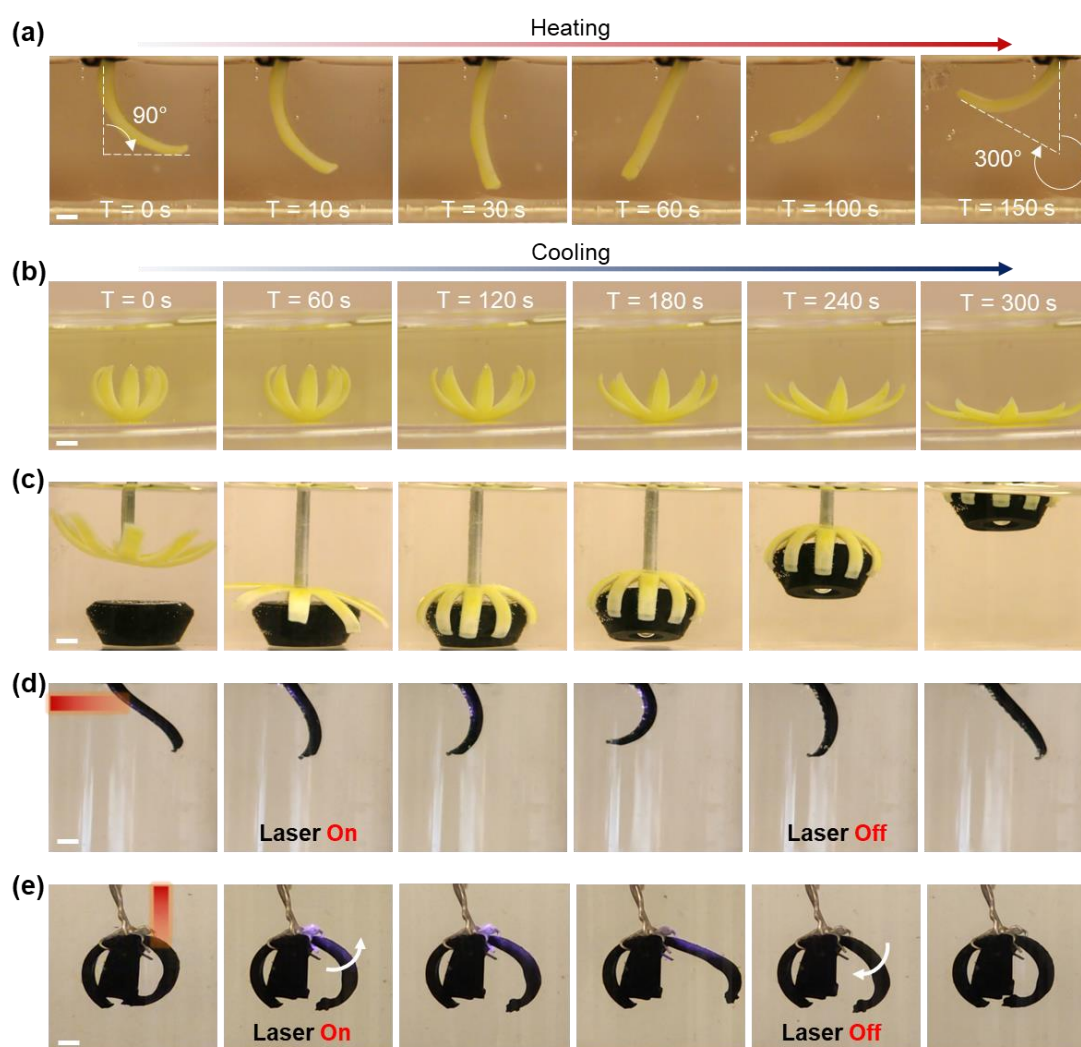 (a)
Heating
90°
300°
T = 0 s
T = 10 s
T = 30 s
T = 60 s
T = 100 s
T = 150 s
(b)
Cooling
T = 0 s
T = 60 s
T = 120 s
T = 180 s
T = 240 s
T = 300 s
(c)
(d)
Laser On
Laser Off
(e)
Laser On
Laser Off